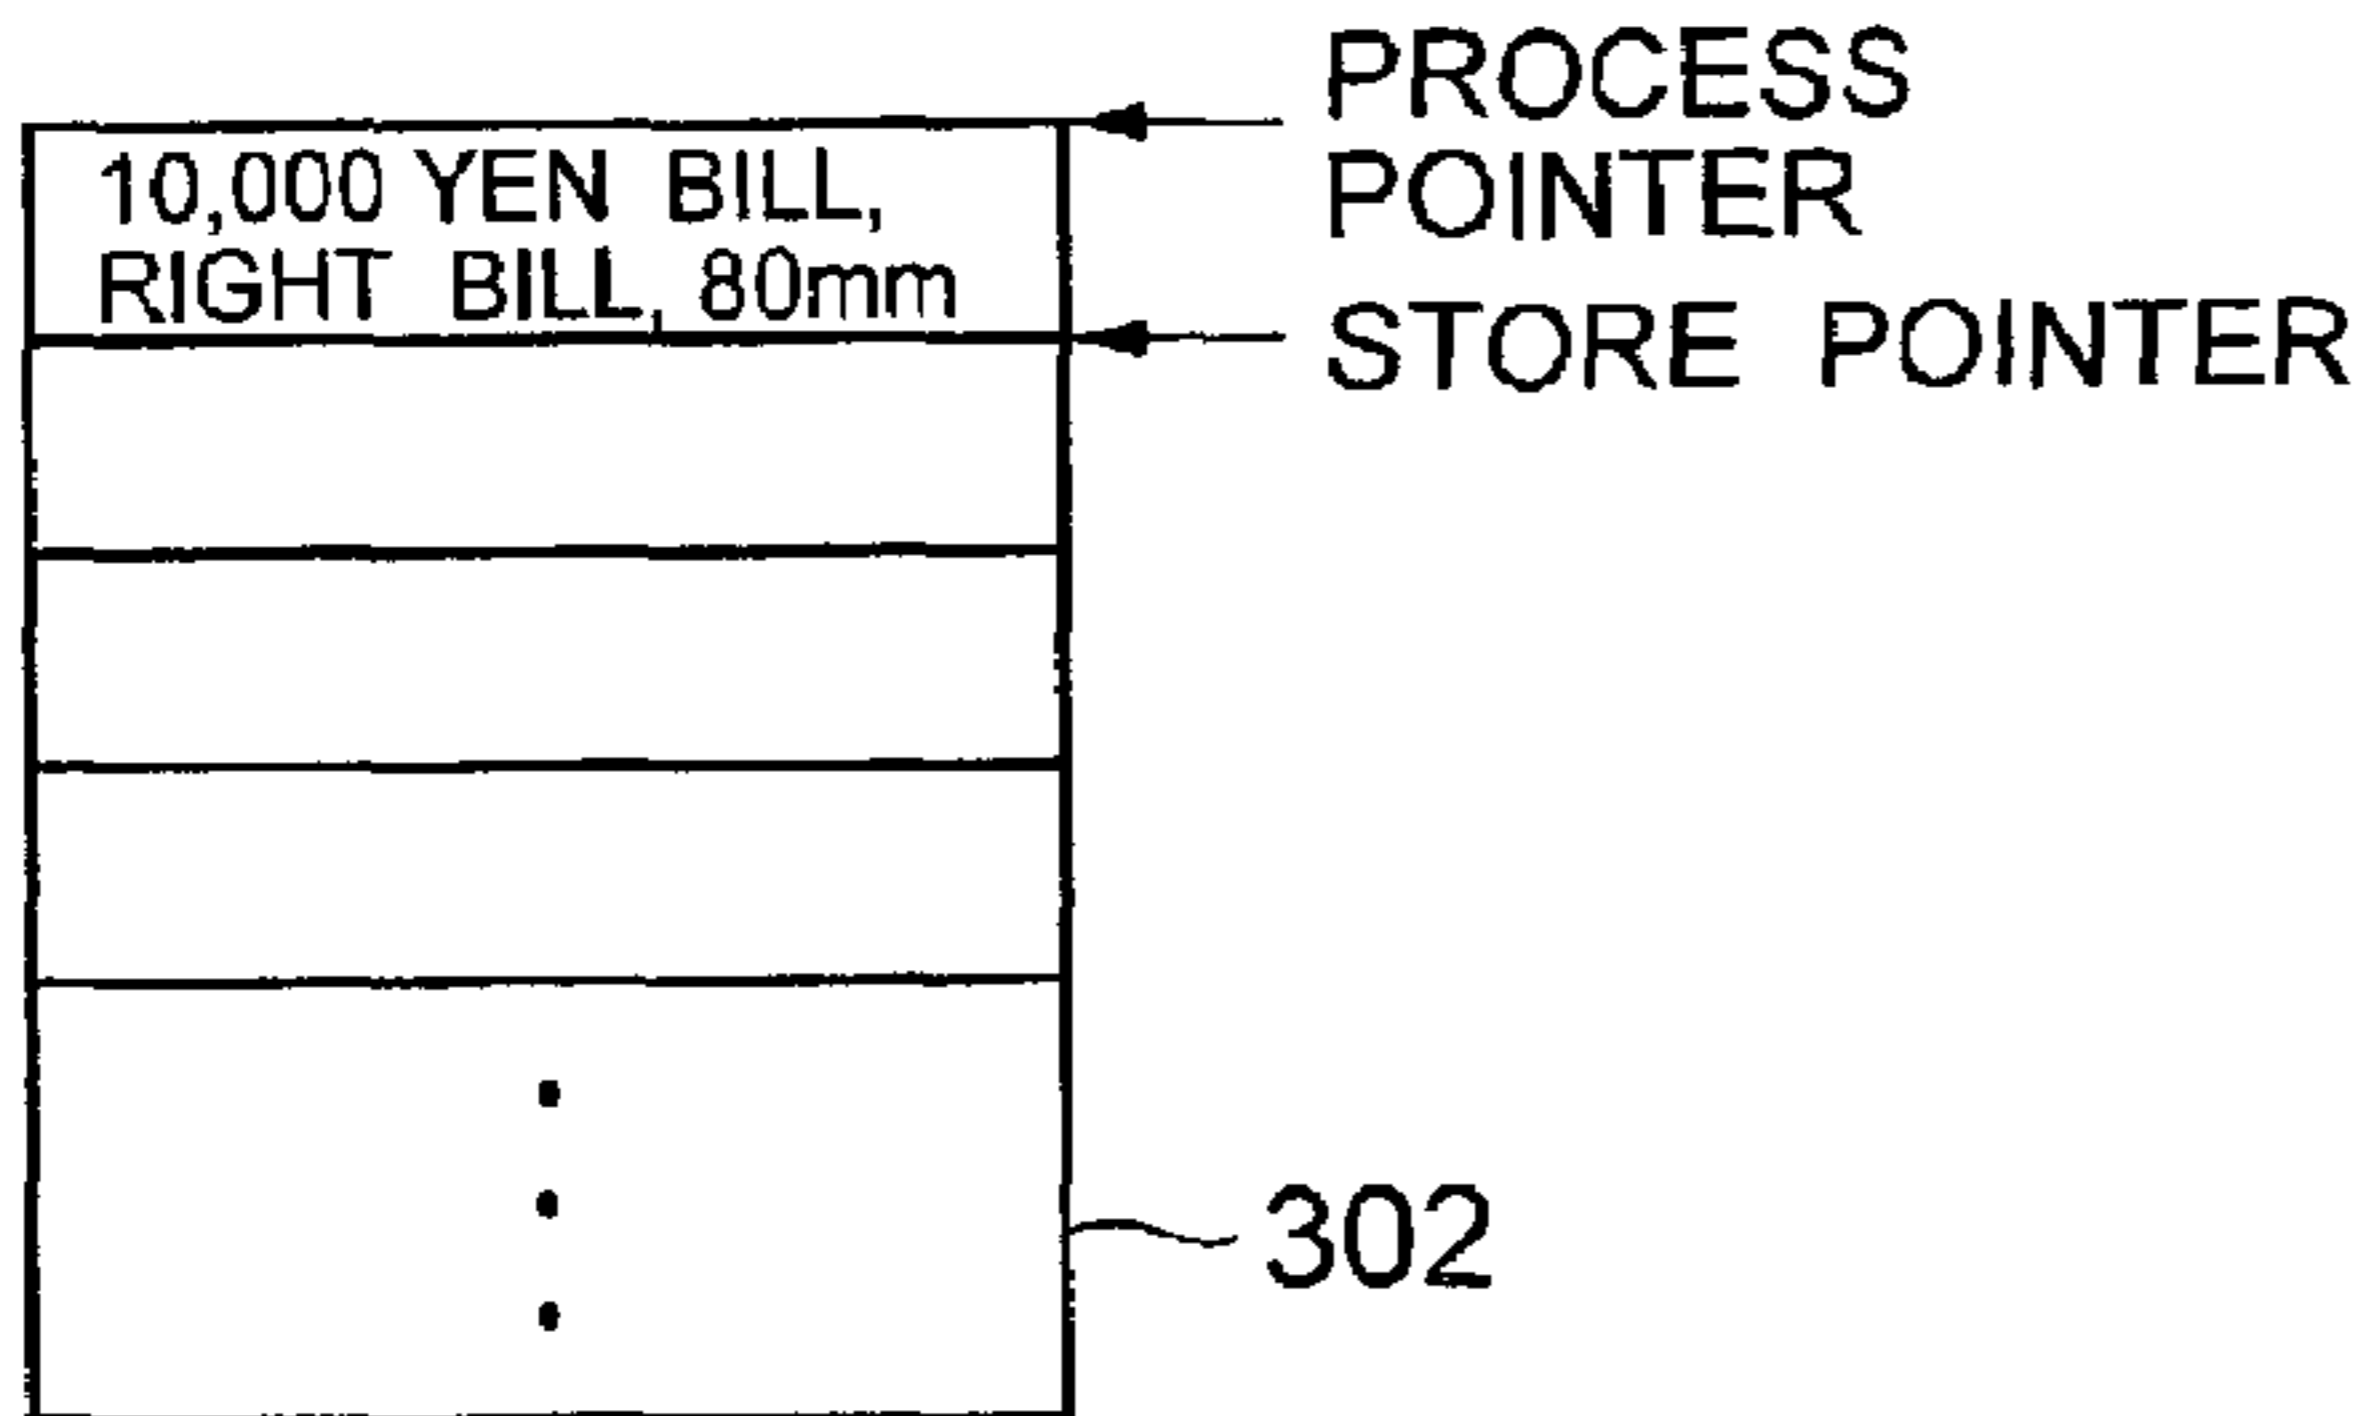 10,000 YEN BILL,
RIGHT BILL, 80mm
PROCESS
POINTER
STORE POINTER
302